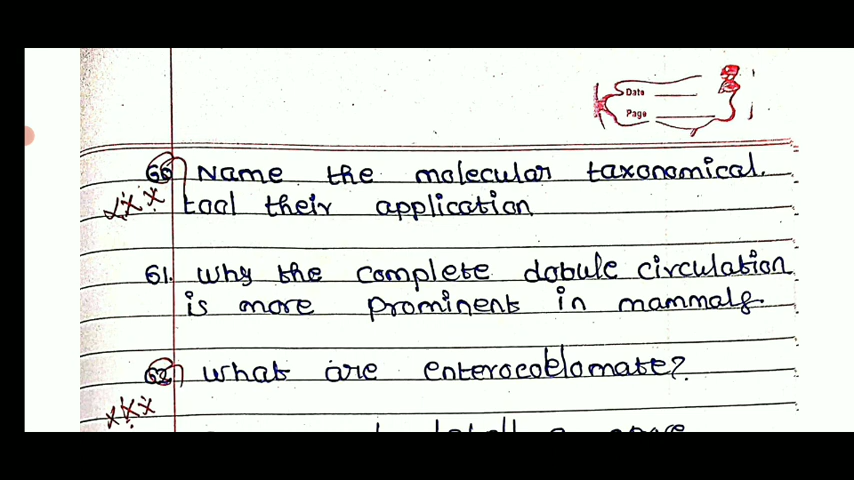 Date
Page
60 Name the molecular taxonomical.
tool their application
61. Why the complete dobule circulation
is more prominent in mammals.
62 What are enterocoelomate?